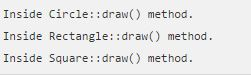 Inside Circle::draw() method.
Inside Rectangle::draw() method.
Inside Square::draw() method.